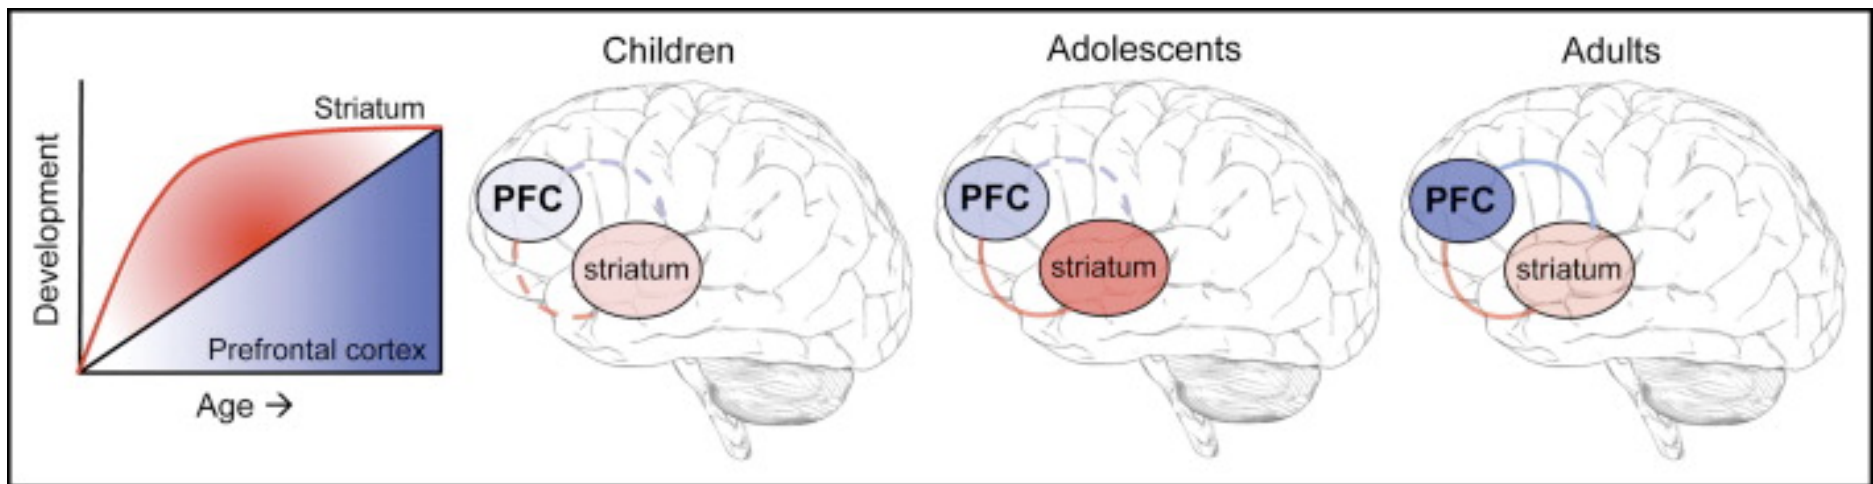 Development
Striatum
Prefrontal cortex
Age →
Children
PFC
striatum
Adolescents
PFC
striatum
Adults
PFC
striatum